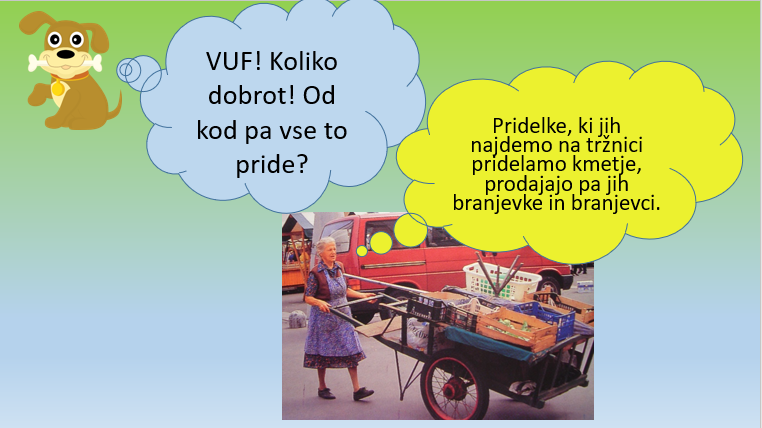 VUF! Koliko
dobrot! Od
kod pa vse to
pride?
Pridelke, ki jih
najdemo na tržnici
pridelamo kmetje,
prodajajo pa jih
branjevke in branjevci.